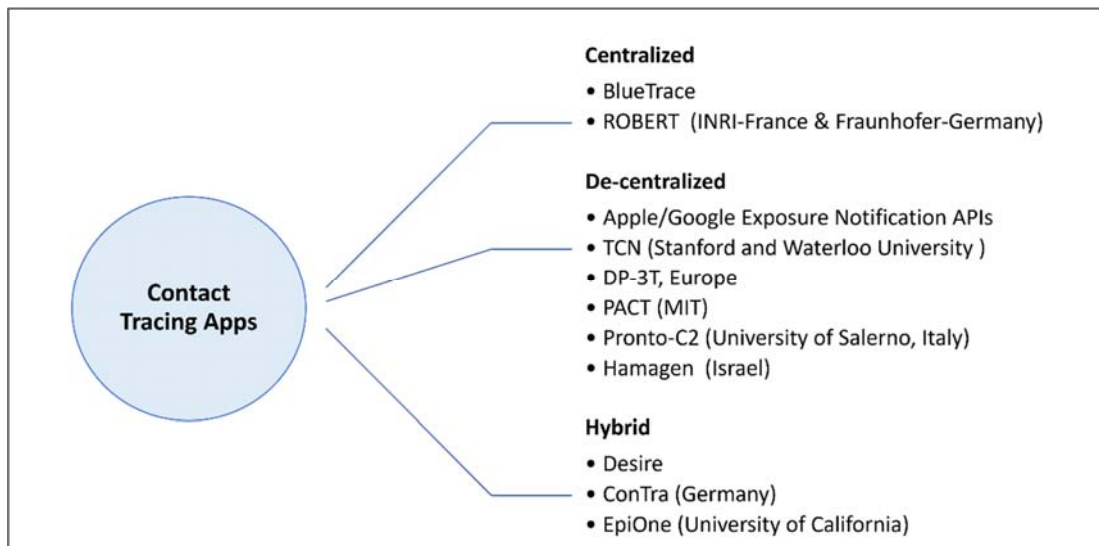 Contact
Tracing Apps
Centralized
• BlueTrace
• ROBERT (INRI-France & Fraunhofer-Germany)
De-centralized
• Apple/Google Exposure Notification APIs
• TCN (Stanford and Waterloo University )
• DP-3T, Europe
• PACT (MIT)
• Pronto-C2 (University of Salerno, Italy)
• Hamagen (Israel)
Hybrid
• Desire
• ConTra (Germany)
• EpiOne (University of California)